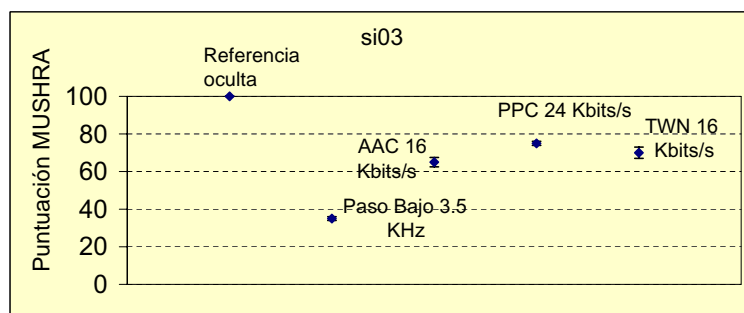 si03
Referencia
oculta
Puntuación MUSHRA
100
80
60
40
20
0
AAC 16
Kbits/s
Paso Bajo 3.5
KHz
PPC 24 Kbits/s
TWN 16
Kbits/s